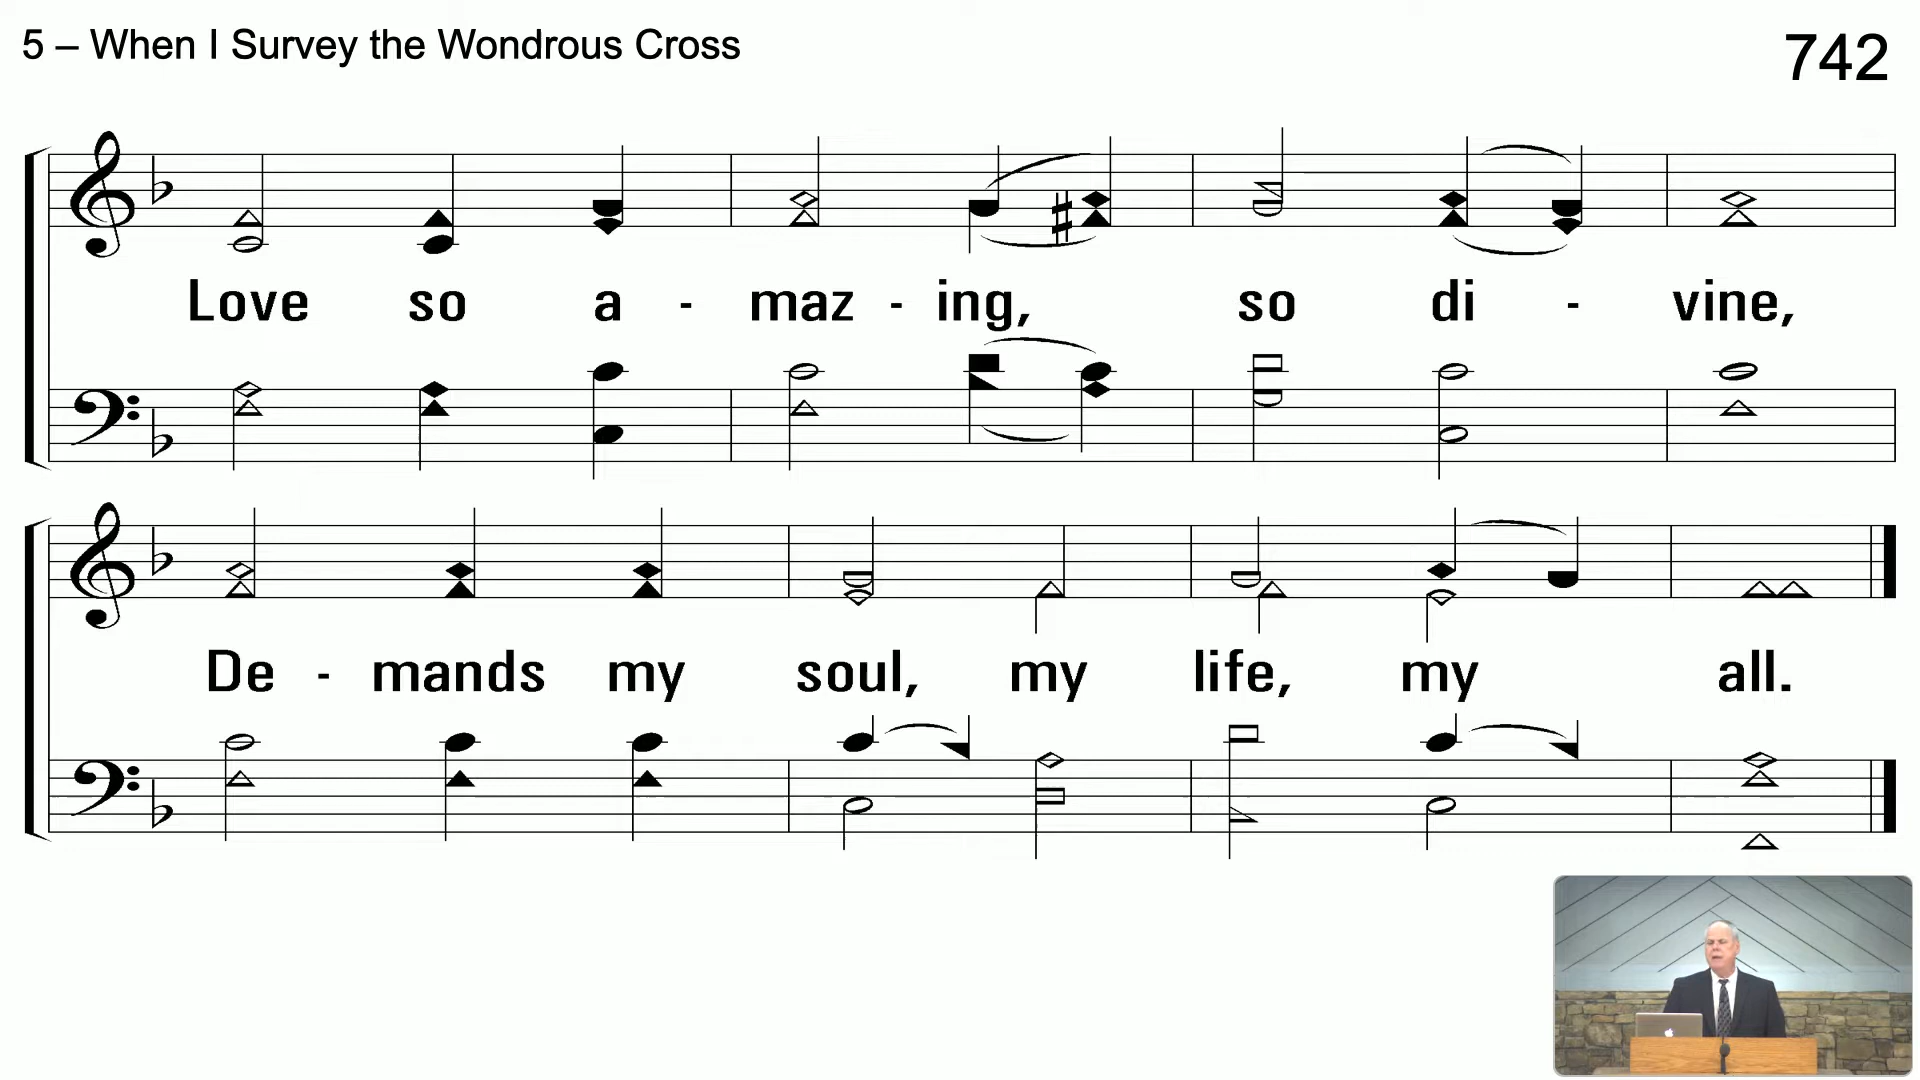 5 – When I Survey the Wondrous Cross
742
Love so a - maz - ing, so di - vine,
De - mands my soul, my life, my all.